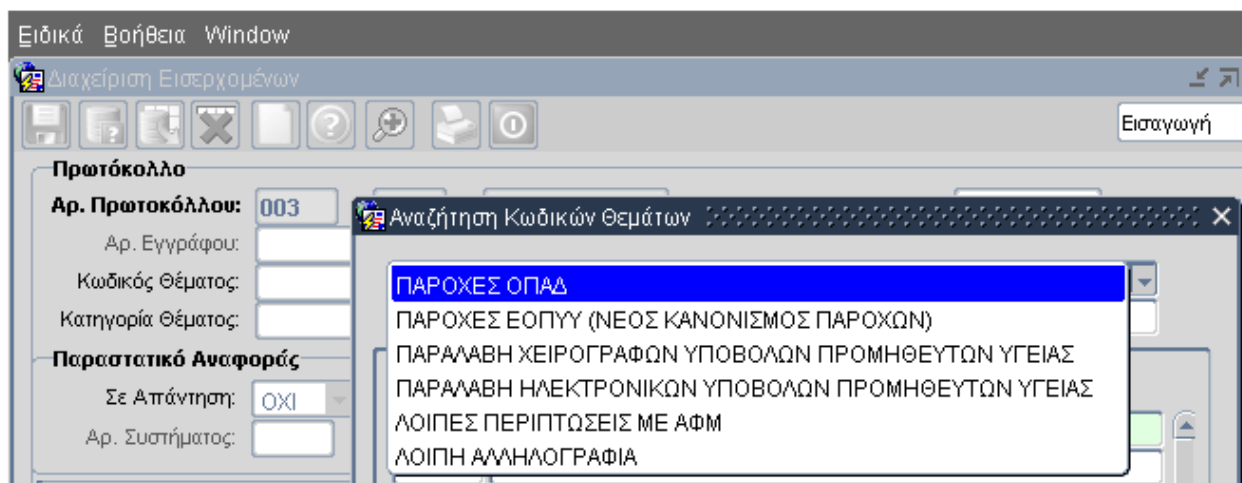 Ειδικά Βοήθεια Window
Διαχείριση Εισερχομένων
Εισαγωγή
Πρωτόκολλο
Αρ. Πρωτοκόλλου: 003
Αναζήτηση Κωδικών Θεμάτων
Αρ. Εγγράφου:
Κωδικός Θέματος:
Κατηγορία Θέματος:
Παραστατικό Αναφοράς
Σε Απάντηση: ΟΧΙ
Αρ. Συστήματος:
ΠΑΡΟΧΕΣ ΟΠΑΔ
ΠΑΡΟΧΕΣ ΕΟΠΥΥ (ΝΕΟΣ ΚΑΝΟΝΙΣΜΟΣ ΠΑΡΟΧΩΝ)
ΠΑΡΑΛΑΒΗ ΧΕΙΡΟΓΡΑΦΩΝ ΥΠΟΒΟΛΩΝ ΠΡΟΜΗΘΕΥΤΩΝ ΥΓΕΙΑΣ
ΠΑΡΑΛΑΒΗ ΗΛΕΚΤΡΟΝΙΚΩΝ ΥΠΟΒΟΛΩΝ ΠΡΟΜΗΘΕΥΤΩΝ ΥΓΕΙΑΣ
ΛΟΙΠΕΣ ΠΕΡΙΠΤΩΣΕΙΣ ΜΕ ΑΦΜ
ΛΟΙΠΗ ΑΛΛΗΛΟΓΡΑΦΙΑ